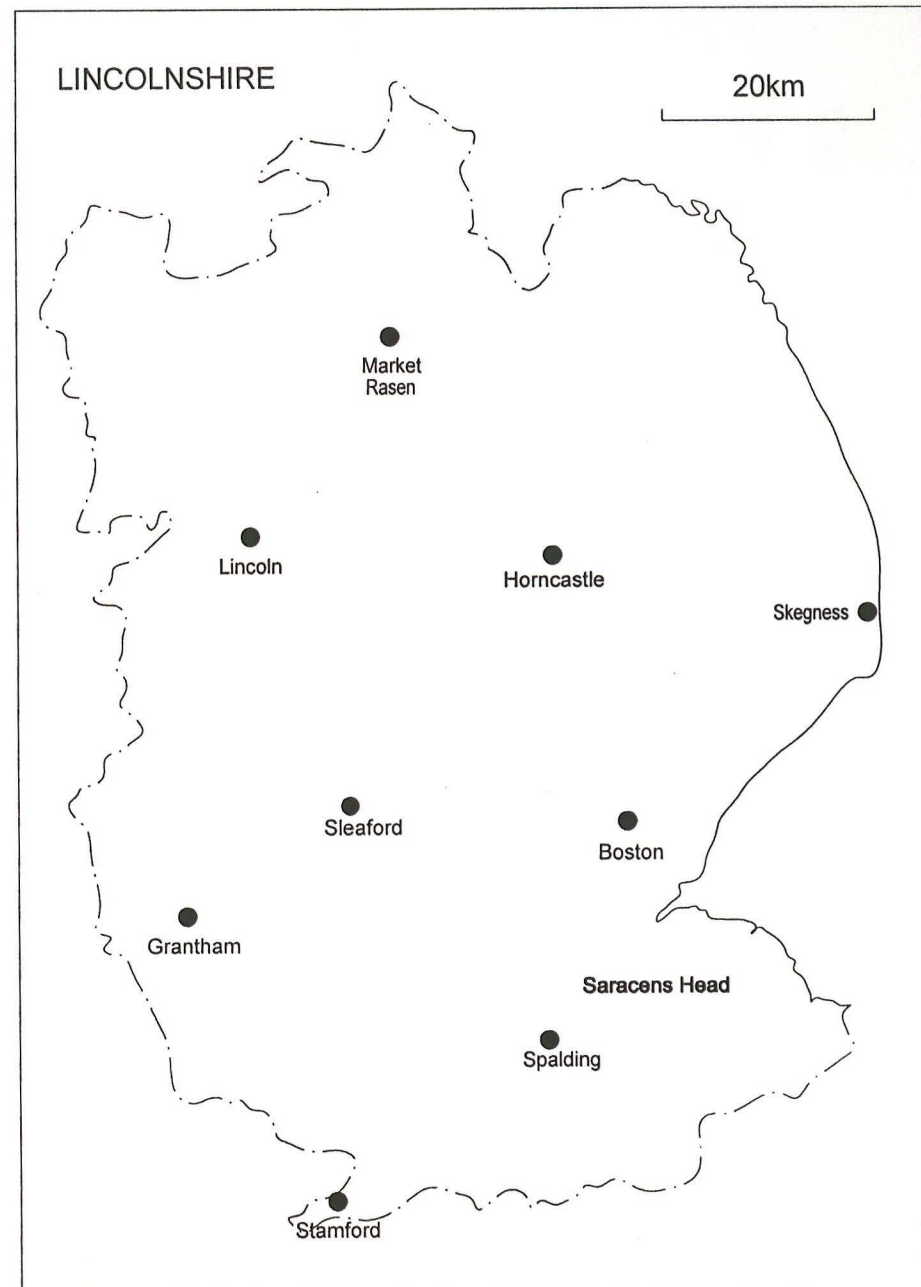 LINCOLNSHIRE
20km
Market
Rasen
Lincoln
Horncastle
Skegness
Sleaford
Boston
Grantham
Saracens Head
Spalding
Stamford